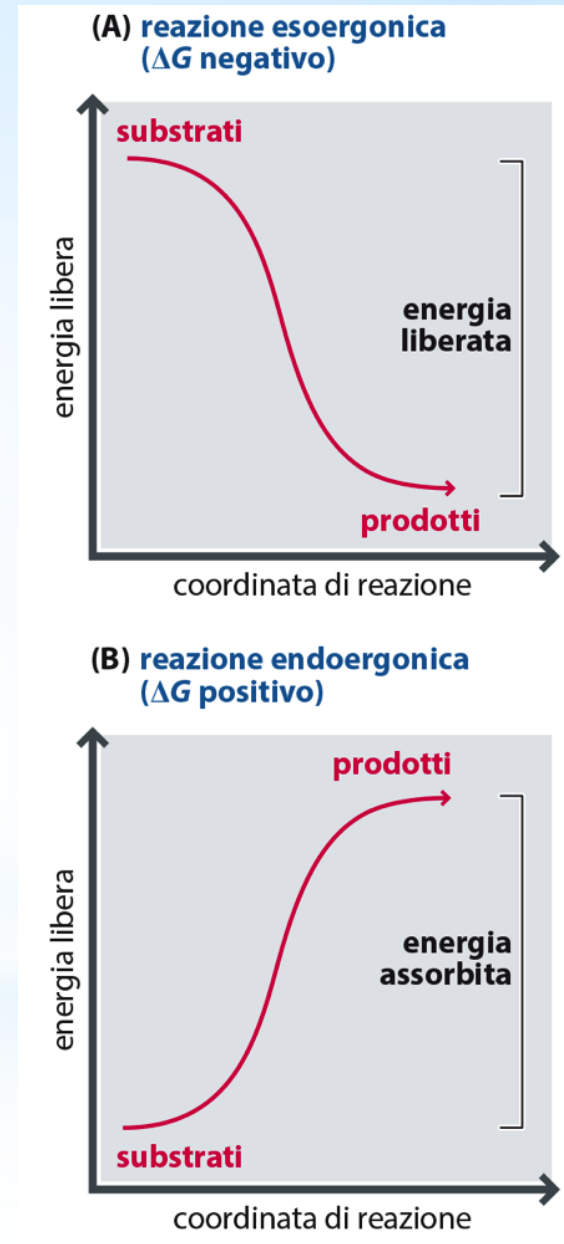 (A) reazione esoergonica
(ΔG negativo)
substrati
energia libera
energia
liberata
prodotti
coordinata di reazione
(B) reazione endoergonica
(ΔG positivo)
prodotti
energia libera
energia
assorbita
substrati
coordinata di reazione